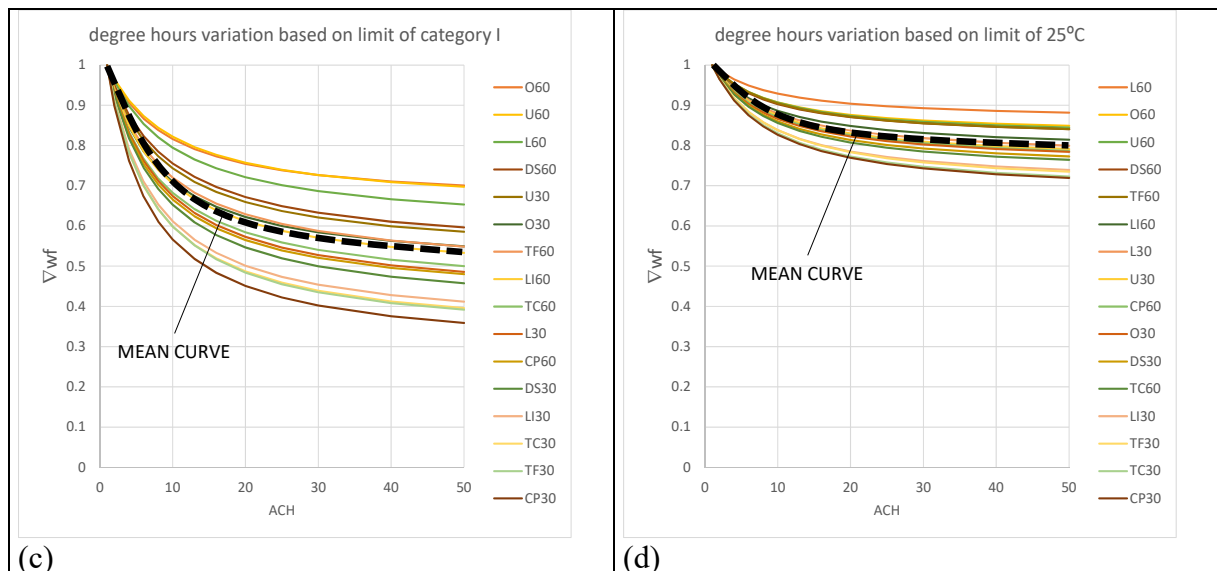 degree hours variation based on limit of category I
1
0.9
0.8
0.7
0.6
0.5
0.4
0.3
0.2
0.1
0
∇wf
MEAN CURVE
0 10 20 30 40 50
ACH
O60
U60
L60
DS60
U30
O30
TF60
LI60
TC60
L30
CP60
DS30
LI30
TC30
TF30
CP30
(c)
degree hours variation based on limit of 25⁰C
1
0.9
0.8
0.7
0.6
0.5
0.4
0.3
0.2
0.1
0
∇wf
MEAN CURVE
0 10 20 30 40 50
ACH
L60
O60
U60
DS60
TF60
LI60
L30
U30
CP60
O30
DS30
TC60
LI30
TF30
TC30
CP30
(d)